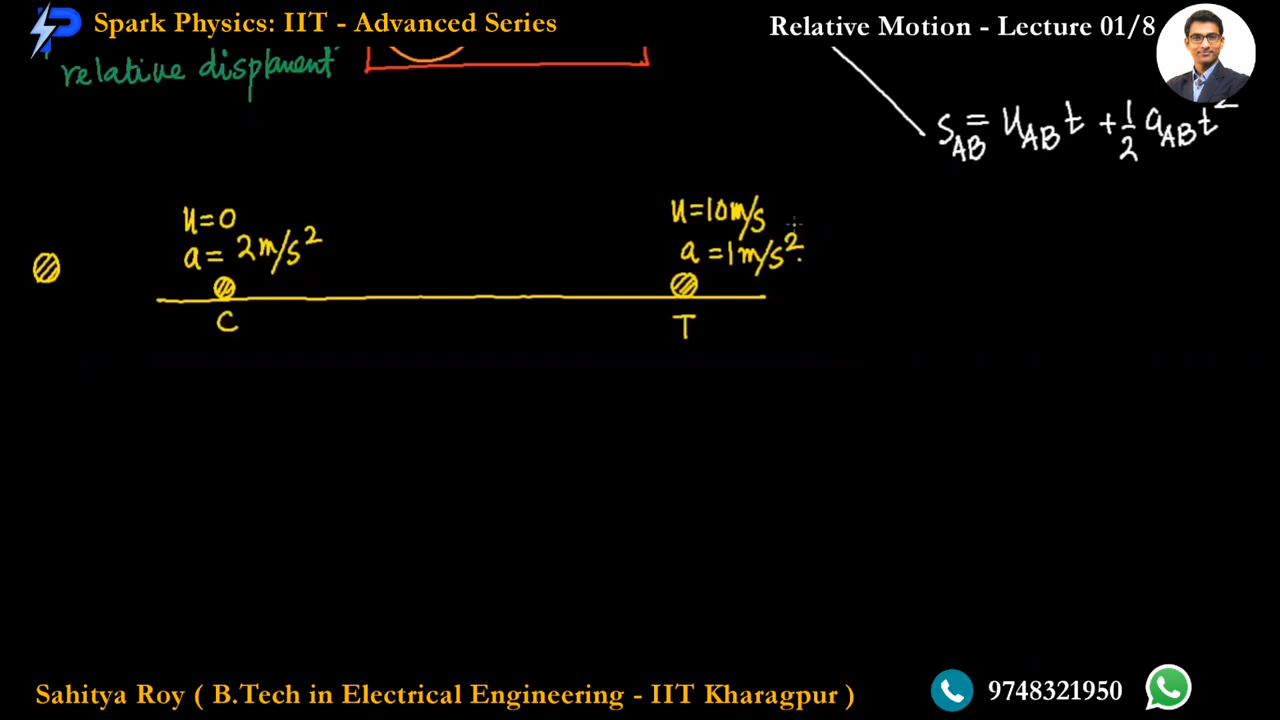 Spark Physics: IIT - Advanced Series
Relative Motion - Lecture 01/8
relative displament
S_AB = u_AB t + 1/2 a_AB t²
u=0
a = 2m/s²
u=10m/s
a =1m/s².
C
T
Sahitya Roy ( B.Tech in Electrical Engineering - IIT Kharagpur )
9748321950